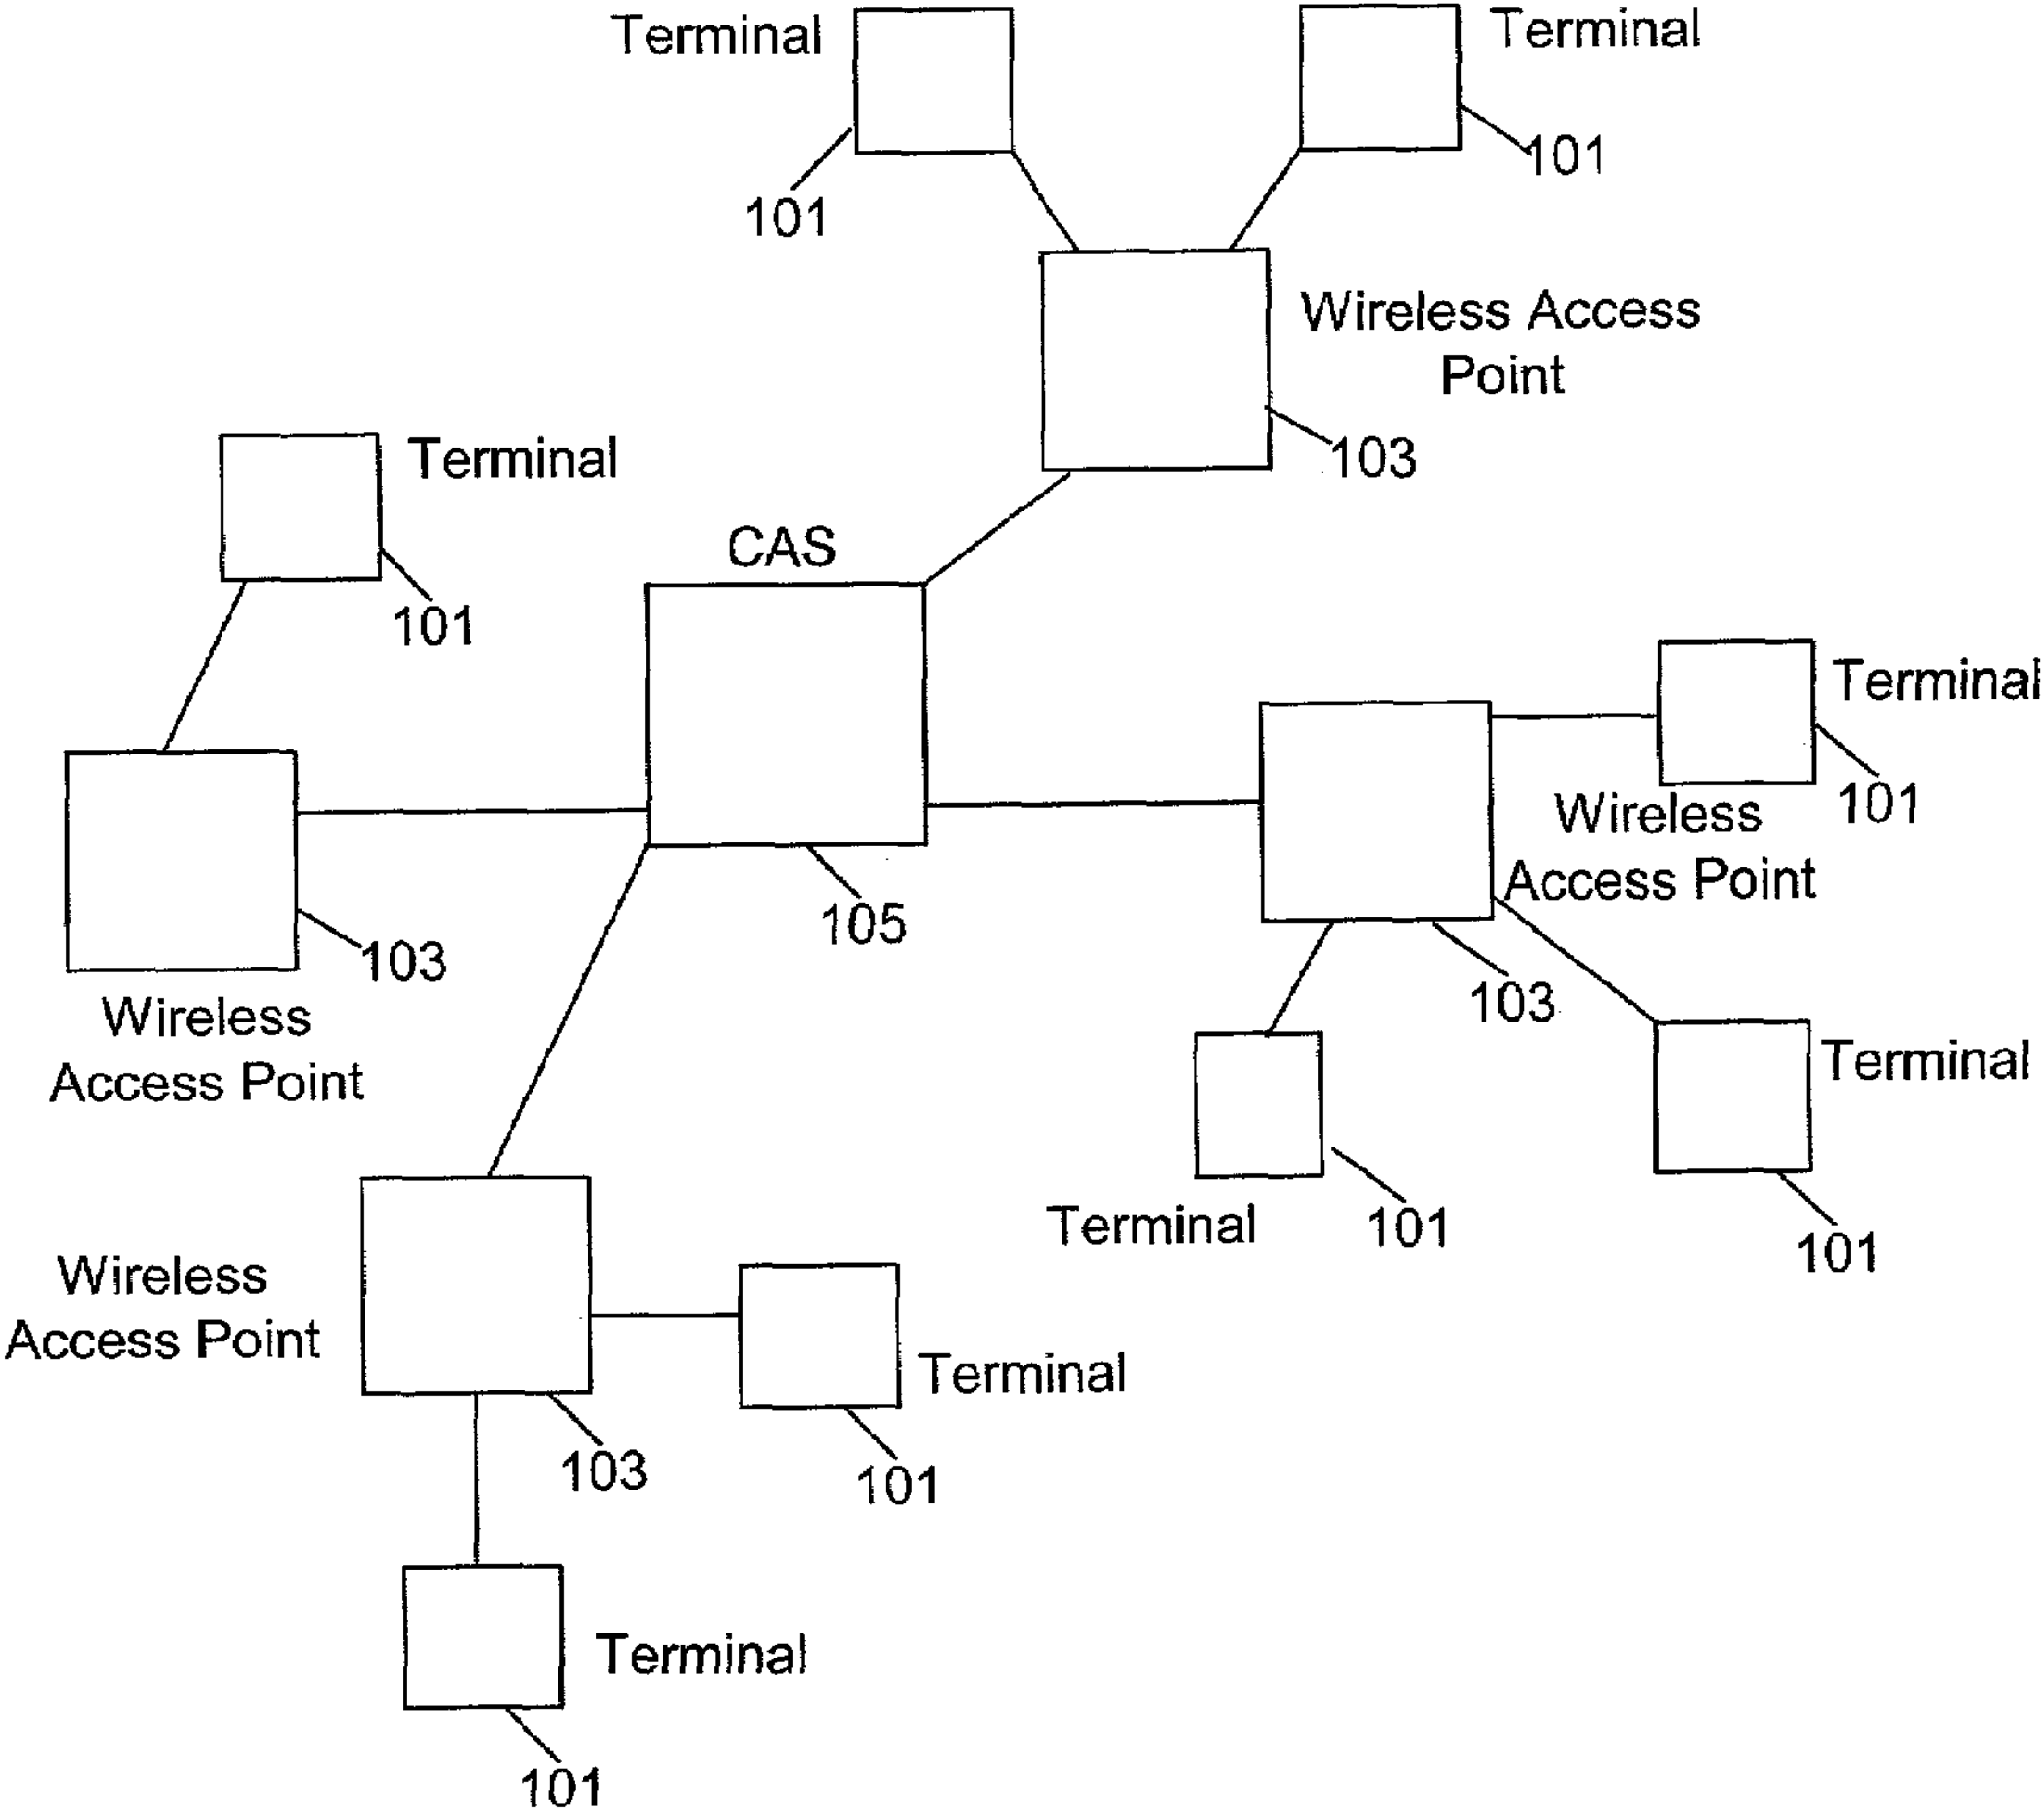 Terminal
Terminal
101
101
Wireless Access
Point
103
Terminal
101
CAS
105
Terminal
101
Wireless
Access Point
103
103
Wireless
Access Point
Terminal
101
Terminal
101
Wireless
Access Point
103
Terminal
101
Terminal
101